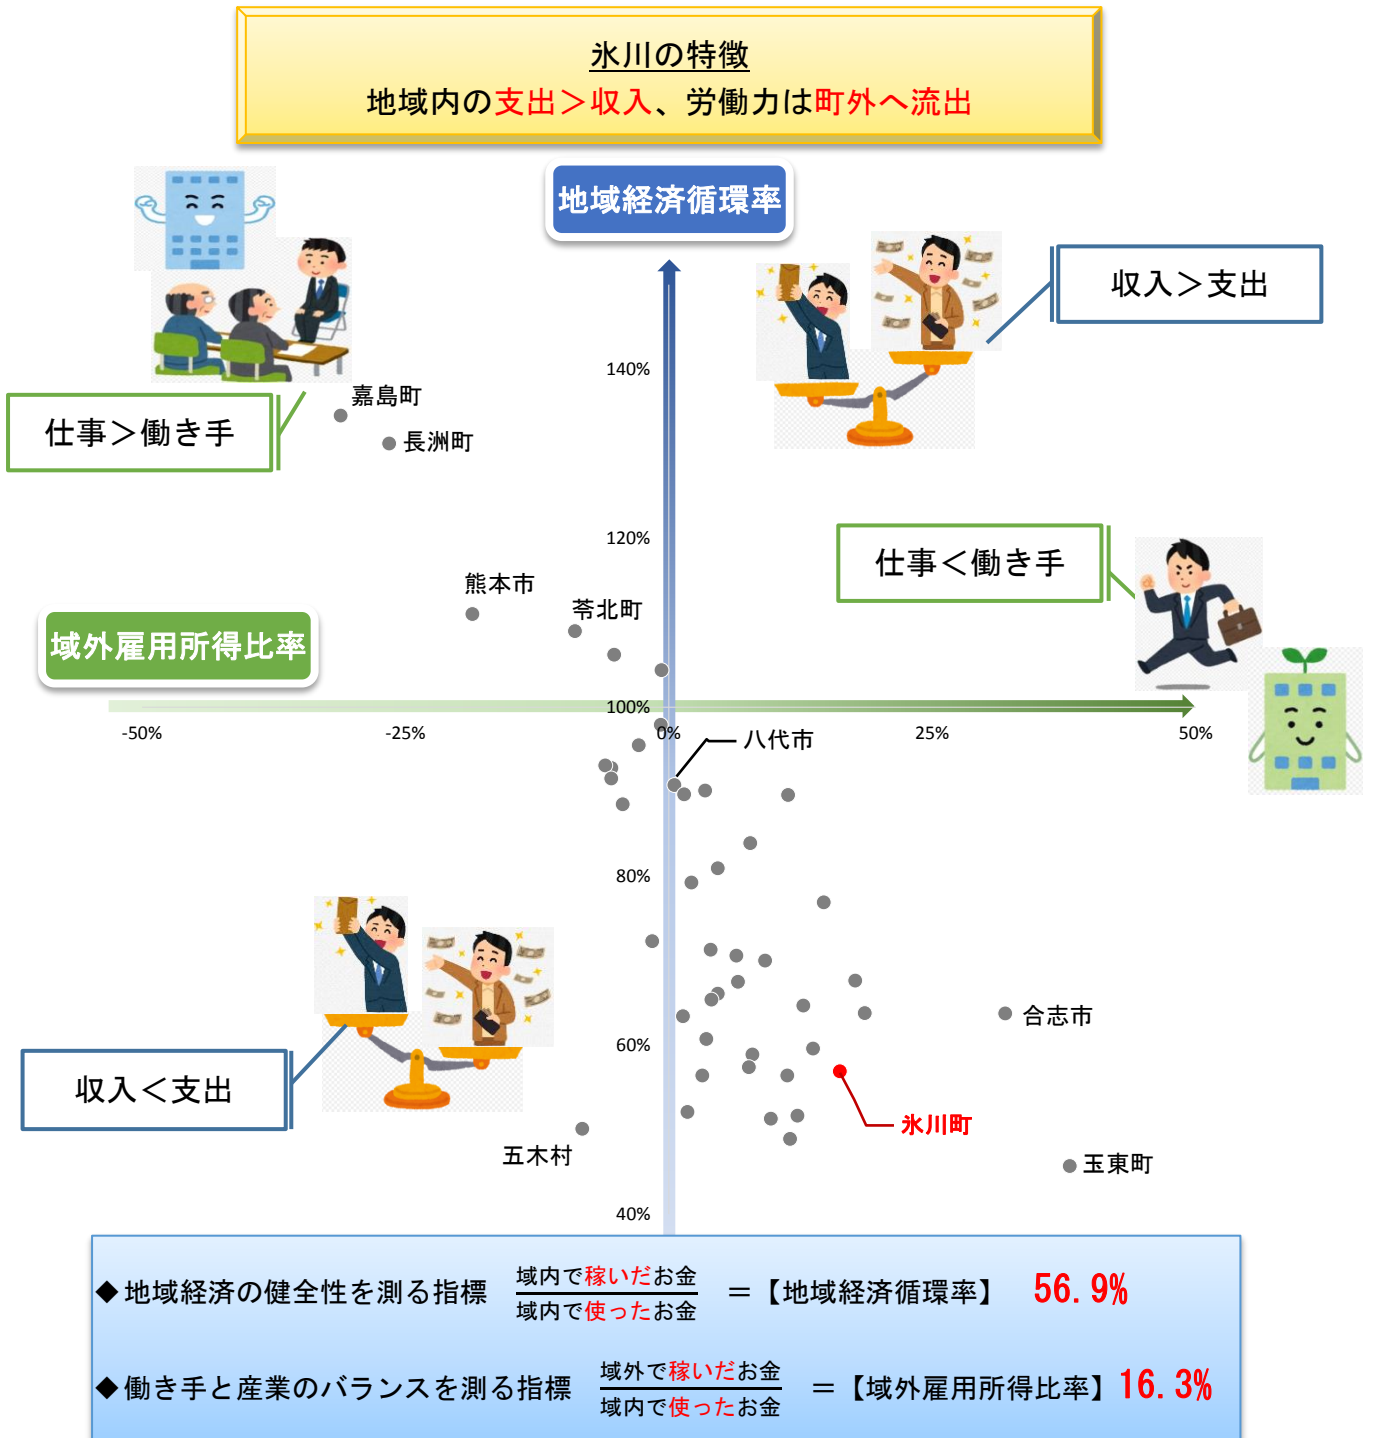 氷川の特徴
地域内の支出＞収入、労働力は町外へ流出
地域経済循環率
収入＞支出
140%
嘉島町
仕事＞働き手
長洲町
120%
仕事＜働き手
熊本市
苓北町
域外雇用所得比率
100%
-50%
-25%
0%
25%
50%
八代市
80%
60%
合志市
収入＜支出
氷川町
五木村
玉東町
40%
◆地域経済の健全性を測る指標 域内で稼いだお金
域内で使ったお金 ＝【地域経済循環率】 56.9%
◆働き手と産業のバランスを測る指標 域外で稼いだお金
域内で使ったお金 ＝【域外雇用所得比率】16.3%